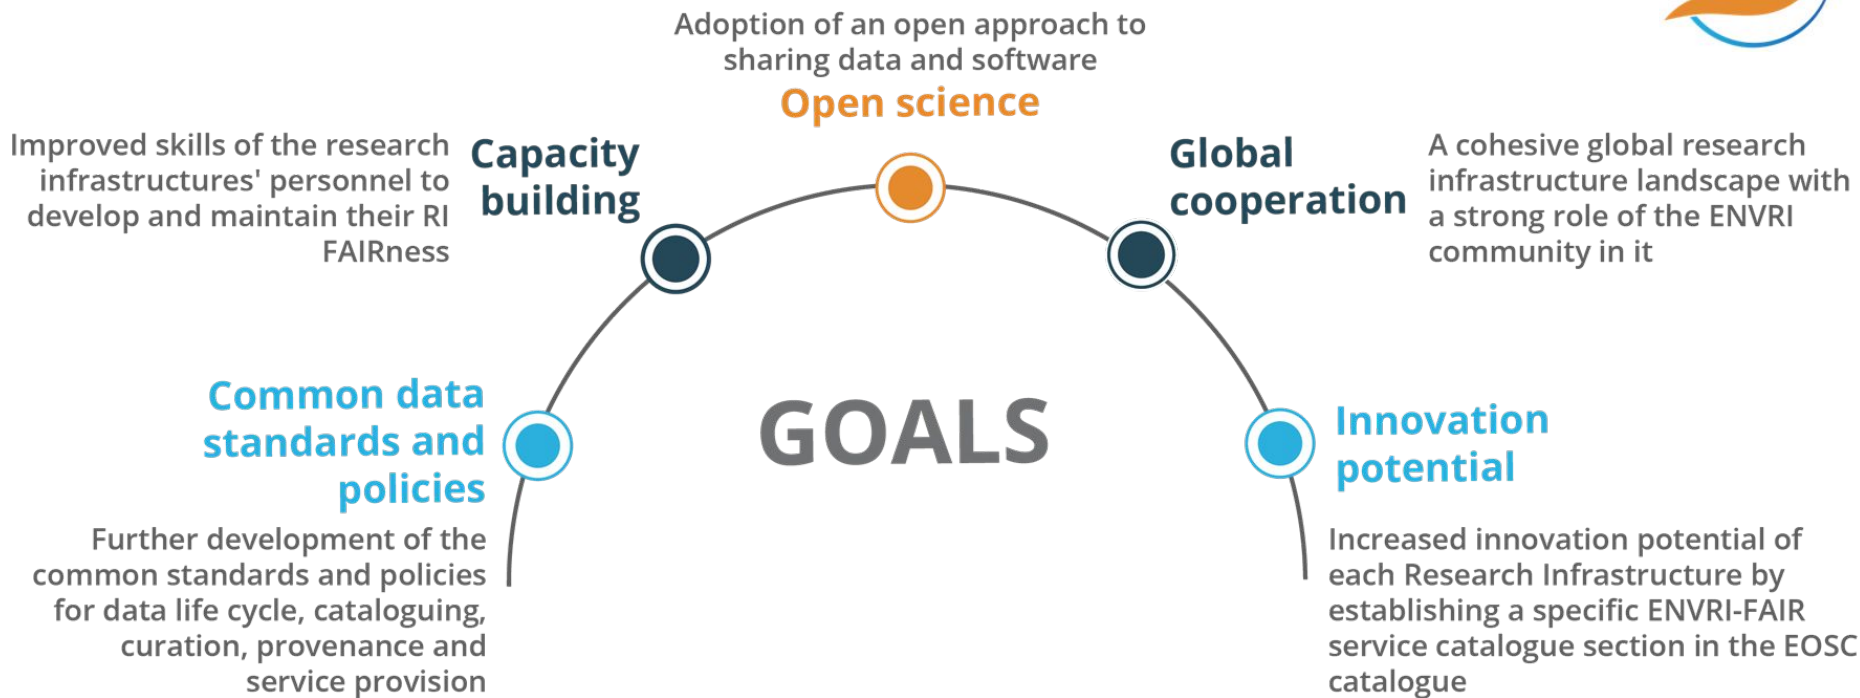 Adoption of an open approach to
sharing data and software
Open science
Improved skills of the research
infrastructures' personnel to
develop and maintain their RI
FAIRness
Capacity
building
Global
cooperation
A cohesive global research
infrastructure landscape with
a strong role of the ENVRI
community in it
Common data
standards and
policies
Further development of the
common standards and policies
for data life cycle, cataloguing,
curation, provenance and
service provision
GOALS
Innovation
potential
Increased innovation potential of
each Research Infrastructure by
establishing a specific ENVRI-FAIR
service catalogue section in the EOSC
catalogue